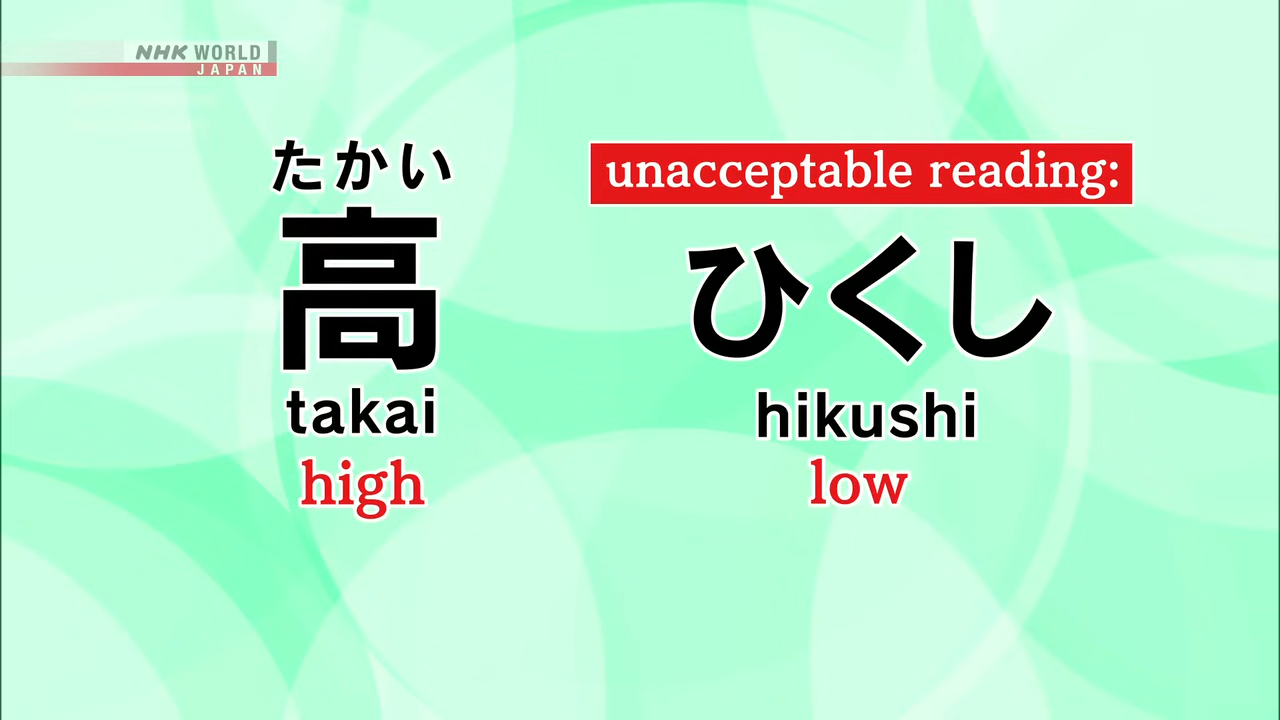 NHK WORLD
JAPAN
たかい
高
takai
high
unacceptable reading:
ひくし
hikushi
low